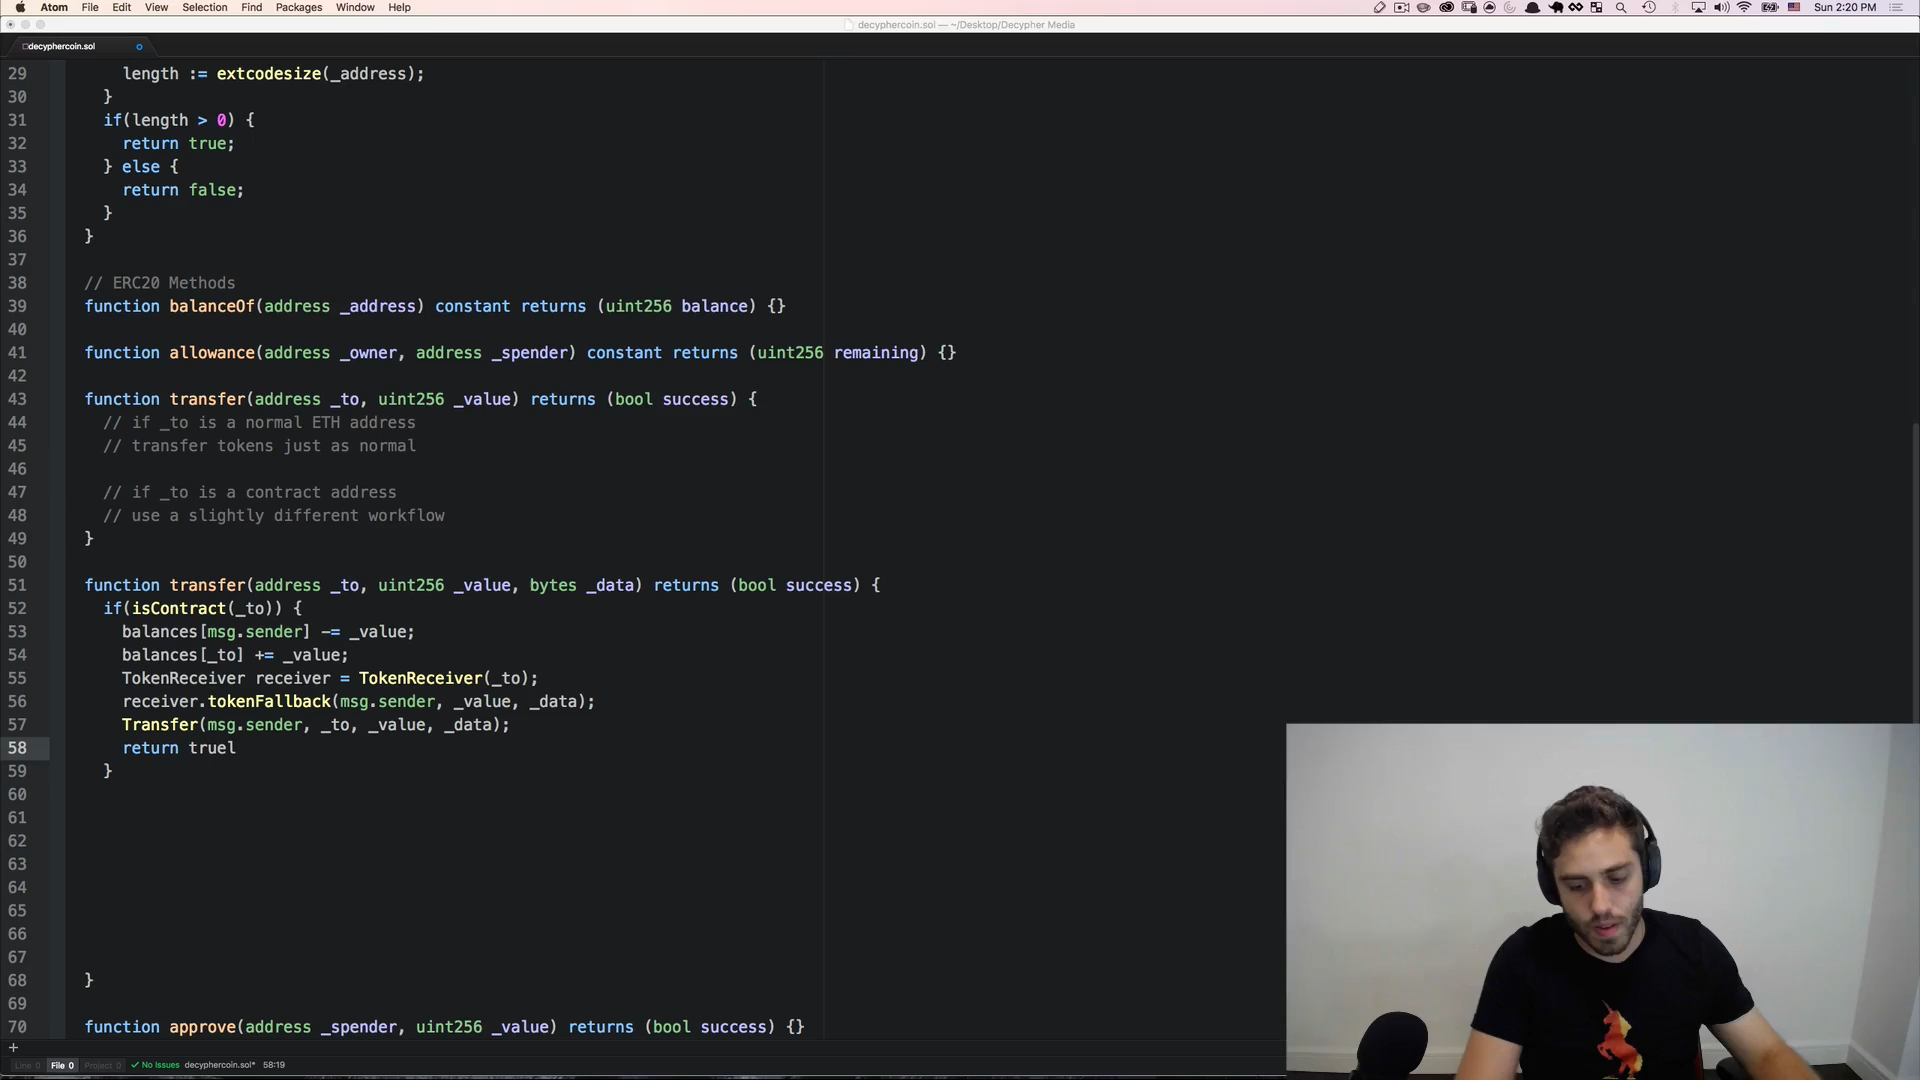 Atom File Edit View Selection Find Packages Window Help Sun 2:20 PM
decyphercoin.sol — ~/Desktop/Decypher Media
decyphercoin.sol
29 length := extcodesize(_address);
30 }
31 if(length > 0) {
32 return true;
33 } else {
34 return false;
35 }
36 }
37
38 // ERC20 Methods
39 function balanceOf(address _address) constant returns (uint256 balance) {}
40
41 function allowance(address _owner, address _spender) constant returns (uint256 remaining) {}
42
43 function transfer(address _to, uint256 _value) returns (bool success) {
44 // if _to is a normal ETH address
45 // transfer tokens just as normal
46
47 // if _to is a contract address
48 // use a slightly different workflow
49 }
50
51 function transfer(address _to, uint256 _value, bytes _data) returns (bool success) {
52 if(isContract(_to)) {
53 balances[msg.sender] -= _value;
54 balances[_to] += _value;
55 TokenReceiver receiver = TokenReceiver(_to);
56 receiver.tokenFallback(msg.sender, _value, _data);
57 Transfer(msg.sender, _to, _value, _data);
58 return truel
59 }
60
61
62
63
64
65
66
67
68 }
69
70 function approve(address _spender, uint256 _value) returns (bool success) {}
+
Line 0 File 0 Project 0 ✓ No Issues decyphercoin.sol* 58:19